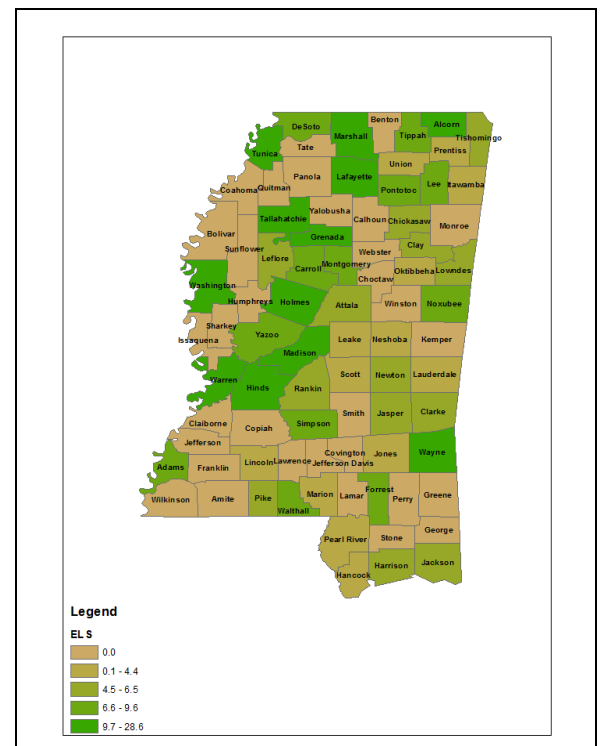 Benton
Alcorn
DeSoto
Marshall
Tippah
Tishomingo
Tate
Prentiss
Tunica
Union
Panola
Lafayette
Lee
Itawamba
Coahoma
Quitman
Pontotoc
Yalobusha
Tallahatchie
Calhoun
Chickasaw
Monroe
Bolivar
Grenada
Sunflower
Clay
Webster
Leflore
Carroll
Montgomery
Oktibbeha
Lowndes
Choctaw
Washington
Humphreys
Holmes
Attala
Winston
Noxubee
Sharkey
Issaquena
Yazoo
Leake
Neshoba
Kemper
Madison
Warren
Hinds
Scott
Newton
Lauderdale
Rankin
Smith
Jasper
Clarke
Claiborne
Copiah
Simpson
Jefferson
Covington
Jones
Wayne
Adams
Franklin
Lincoln
Lawrence
Jefferson Davis
Wilkinson
Amite
Pike
Marion
Lamar
Forrest
Perry
Greene
Walthall
George
Pearl River
Stone
Harrison
Jackson
Hancock
Legend
ELS
0.0
0.1 - 4.4
4.5 - 6.5
6.6 - 9.6
9.7 - 28.6